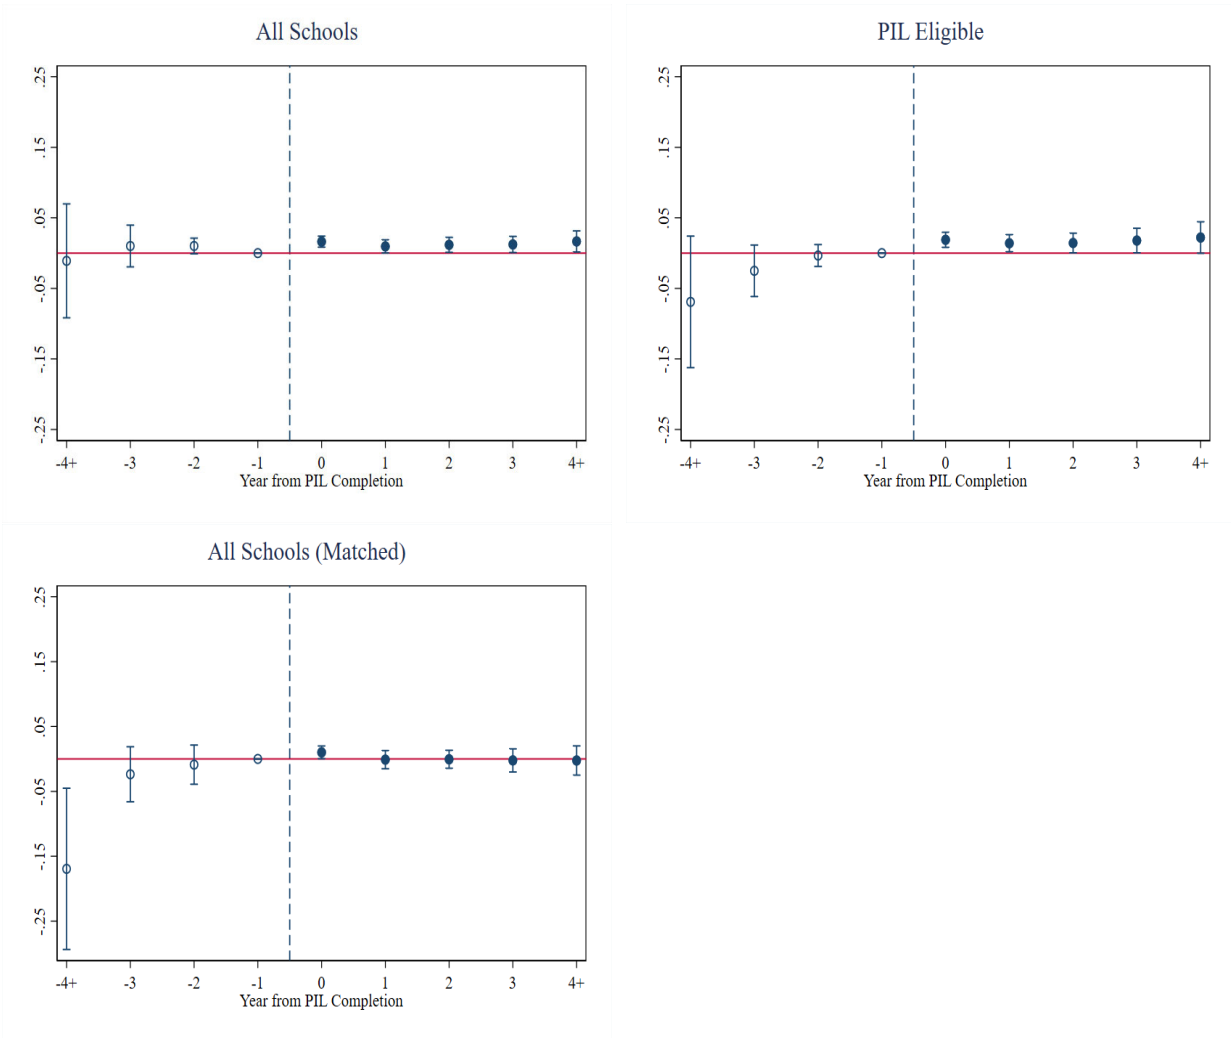 All Schools
.25
.15
.05
-.05
-.15
-.25
-4+ -3 -2 -1 0 1 2 3 4+
Year from PIL Completion
PIL Eligible
.25
.15
.05
-.05
-.15
-.25
-4+ -3 -2 -1 0 1 2 3 4+
Year from PIL Completion
All Schools (Matched)
.25
.15
.05
-.05
-.15
-.25
-4+ -3 -2 -1 0 1 2 3 4+
Year from PIL Completion